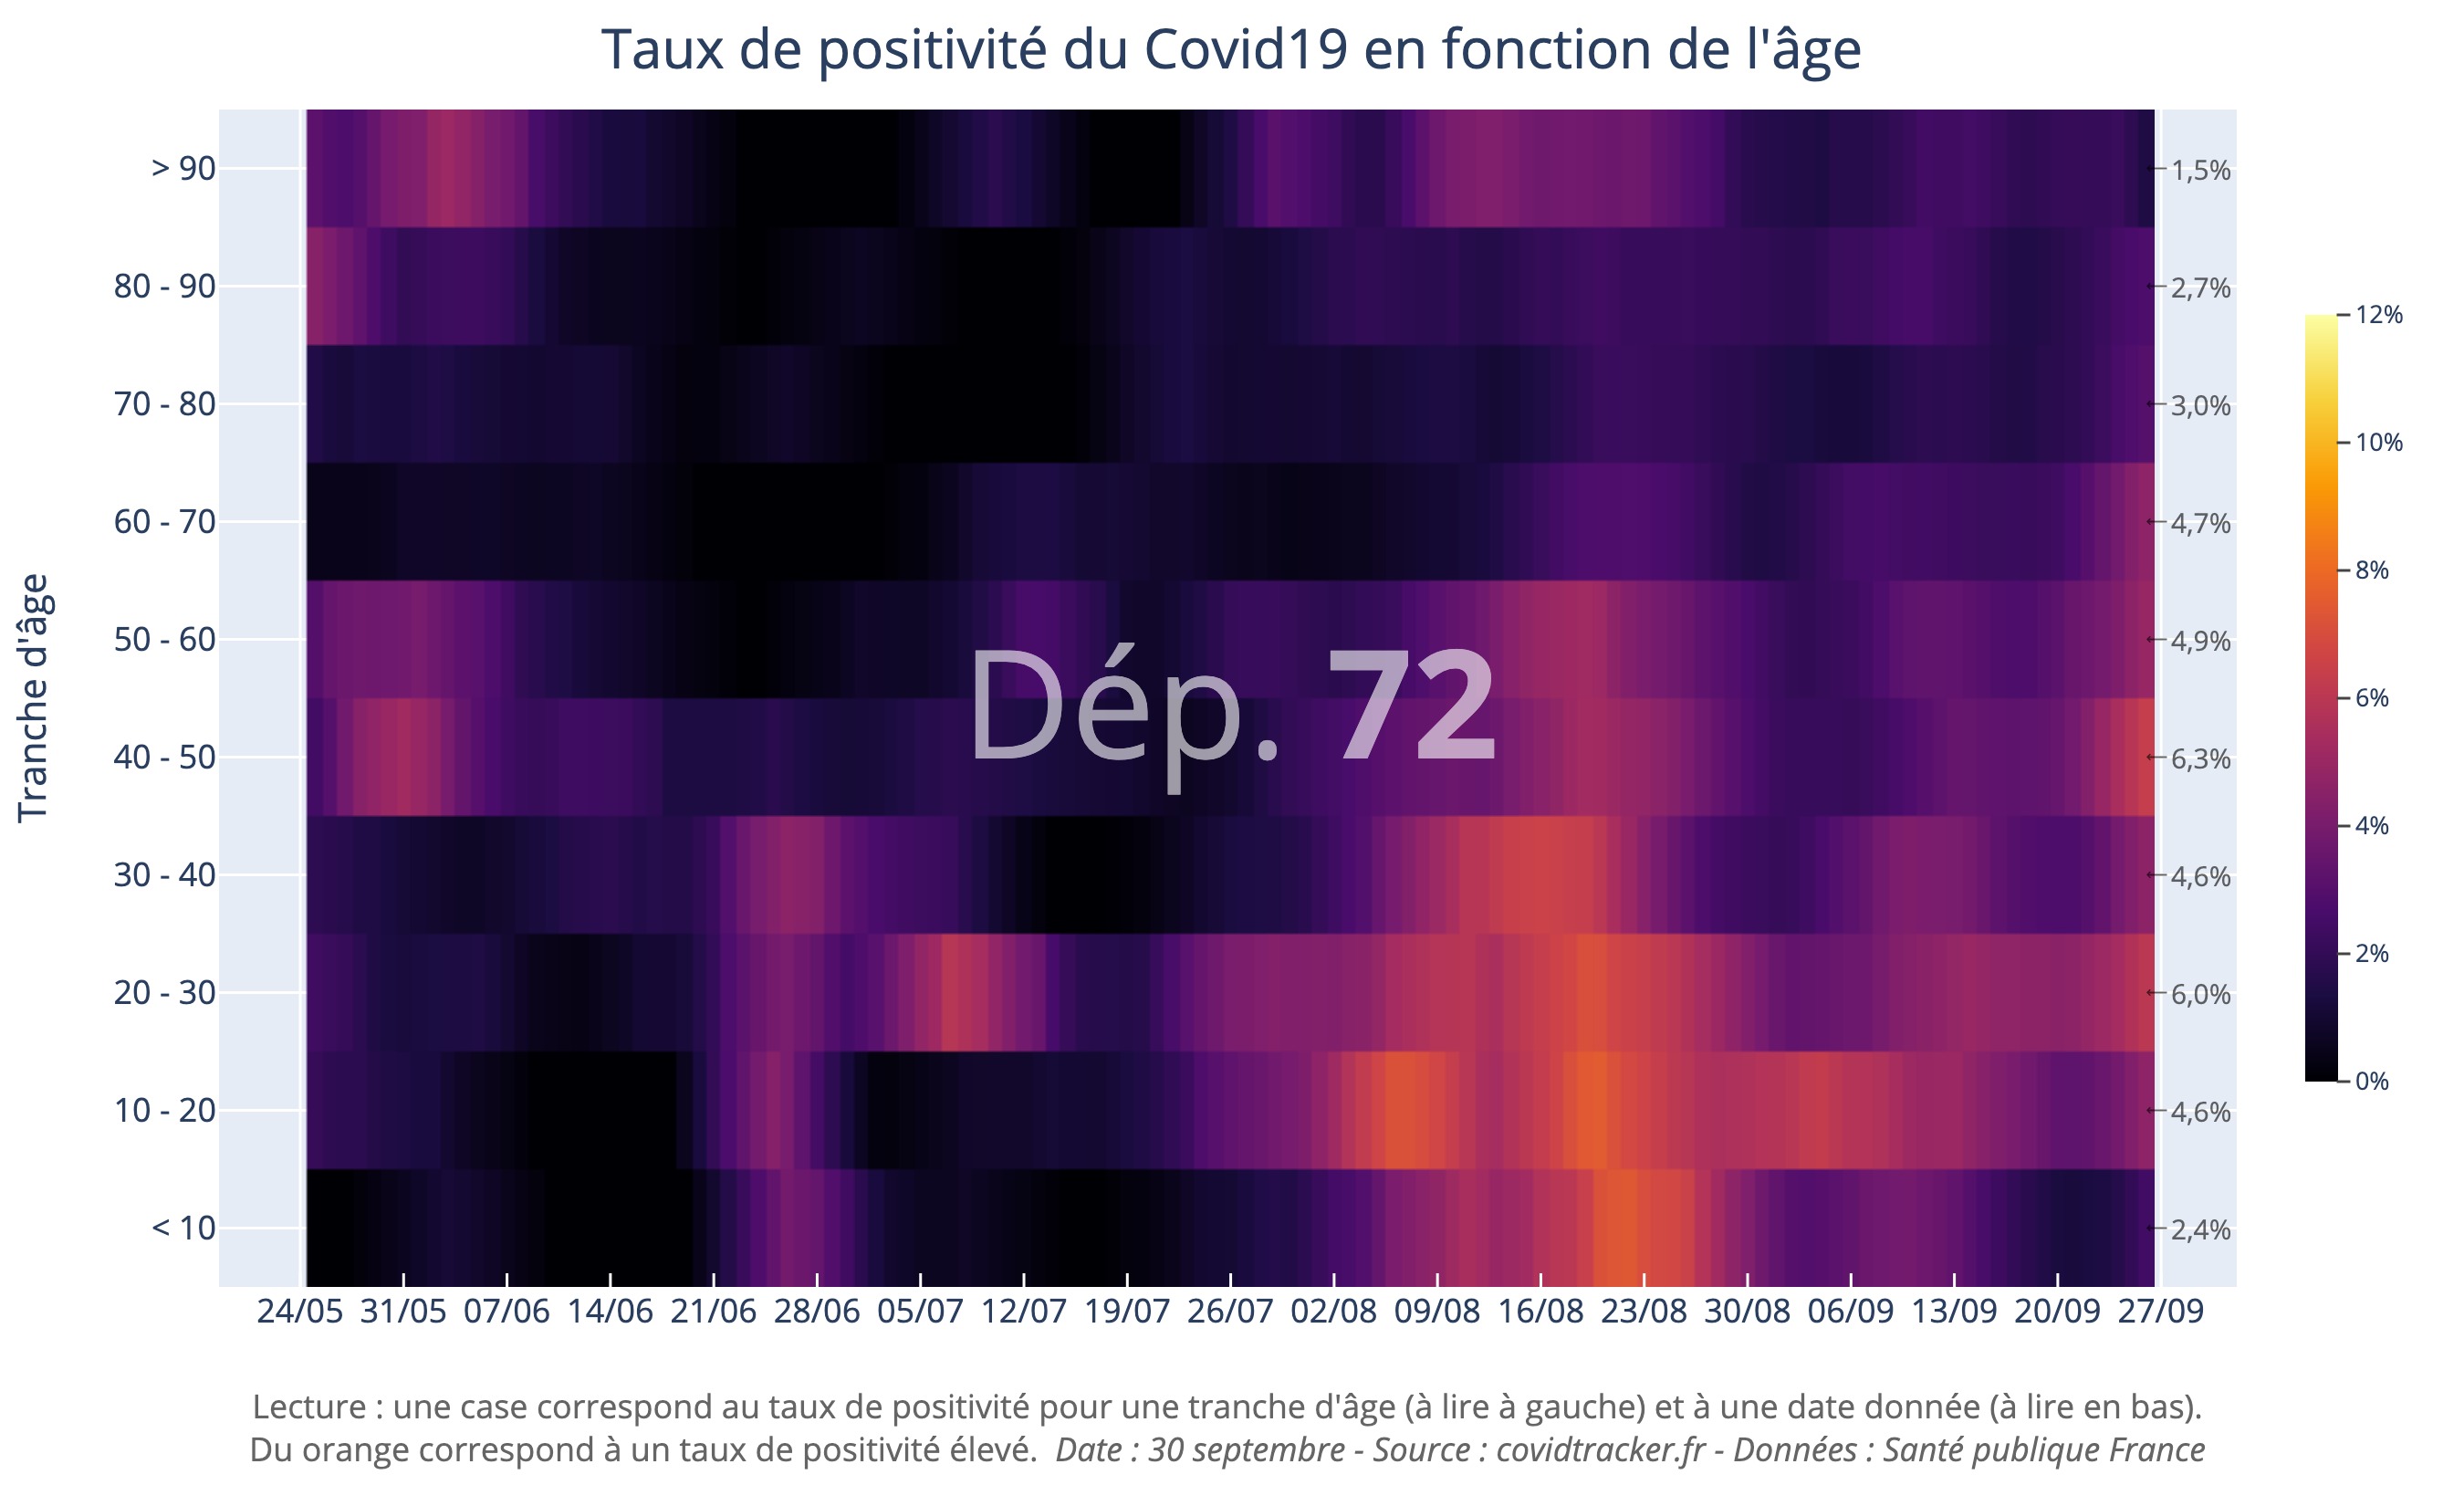 Taux de positivité du Covid19 en fonction de l'âge
Tranche d'âge
> 90
1,5%
80 - 90
2,7%
70 - 80
3,0%
60 - 70
4,7%
50 - 60
4,9%
40 - 50
6,3%
30 - 40
4,6%
20 - 30
6,0%
10 - 20
4,6%
< 10
2,4%
Dép. 72
12%
10%
8%
6%
4%
2%
0%
24/05 31/05 07/06 14/06 21/06 28/06 05/07 12/07 19/07 26/07 02/08 09/08 16/08 23/08 30/08 06/09 13/09 20/09 27/09
Lecture : une case correspond au taux de positivité pour une tranche d'âge (à lire à gauche) et à une date donnée (à lire en bas).
Du orange correspond à un taux de positivité élevé. Date : 30 septembre - Source : covidtracker.fr - Données : Santé publique France